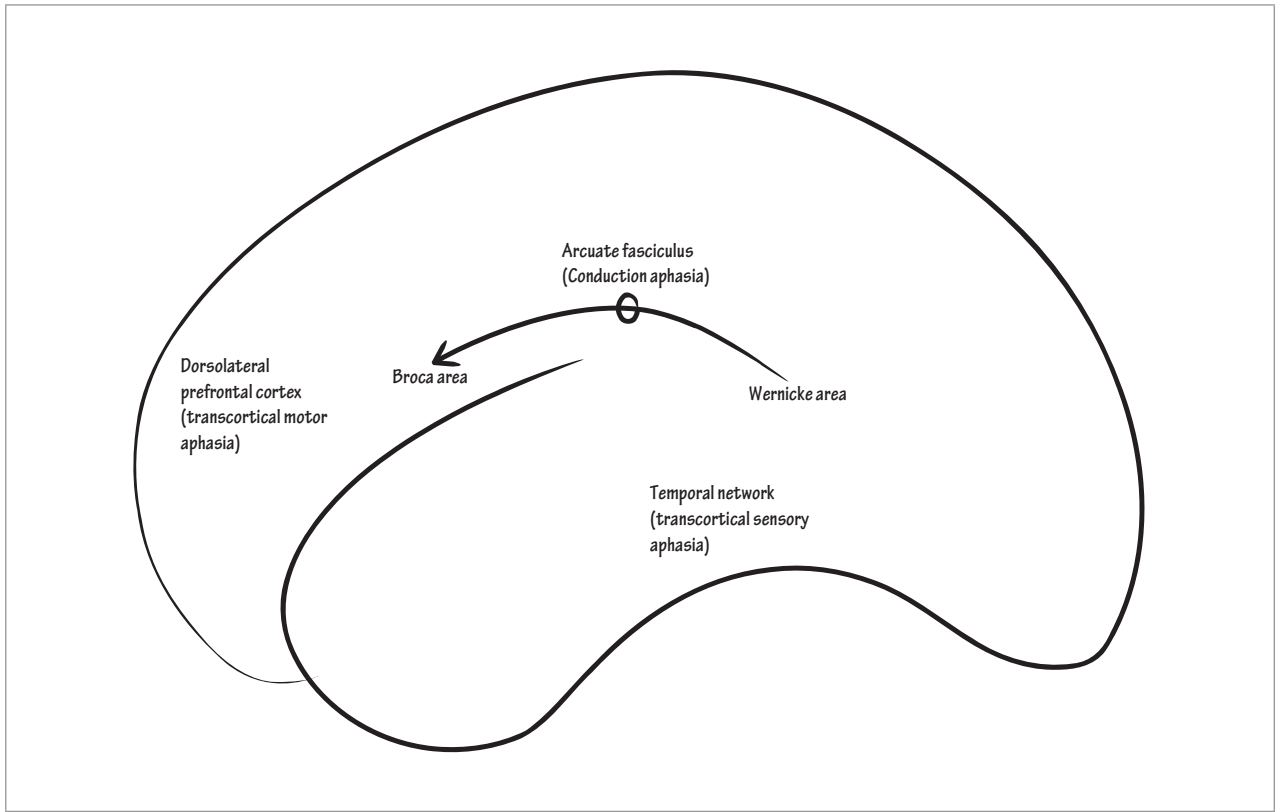 Arcuate fasciculus
(Conduction aphasia)
Dorsolateral
prefrontal cortex
(transcortical motor
aphasia)
Broca area
Wernicke area
Temporal network
(transcortical sensory
aphasia)